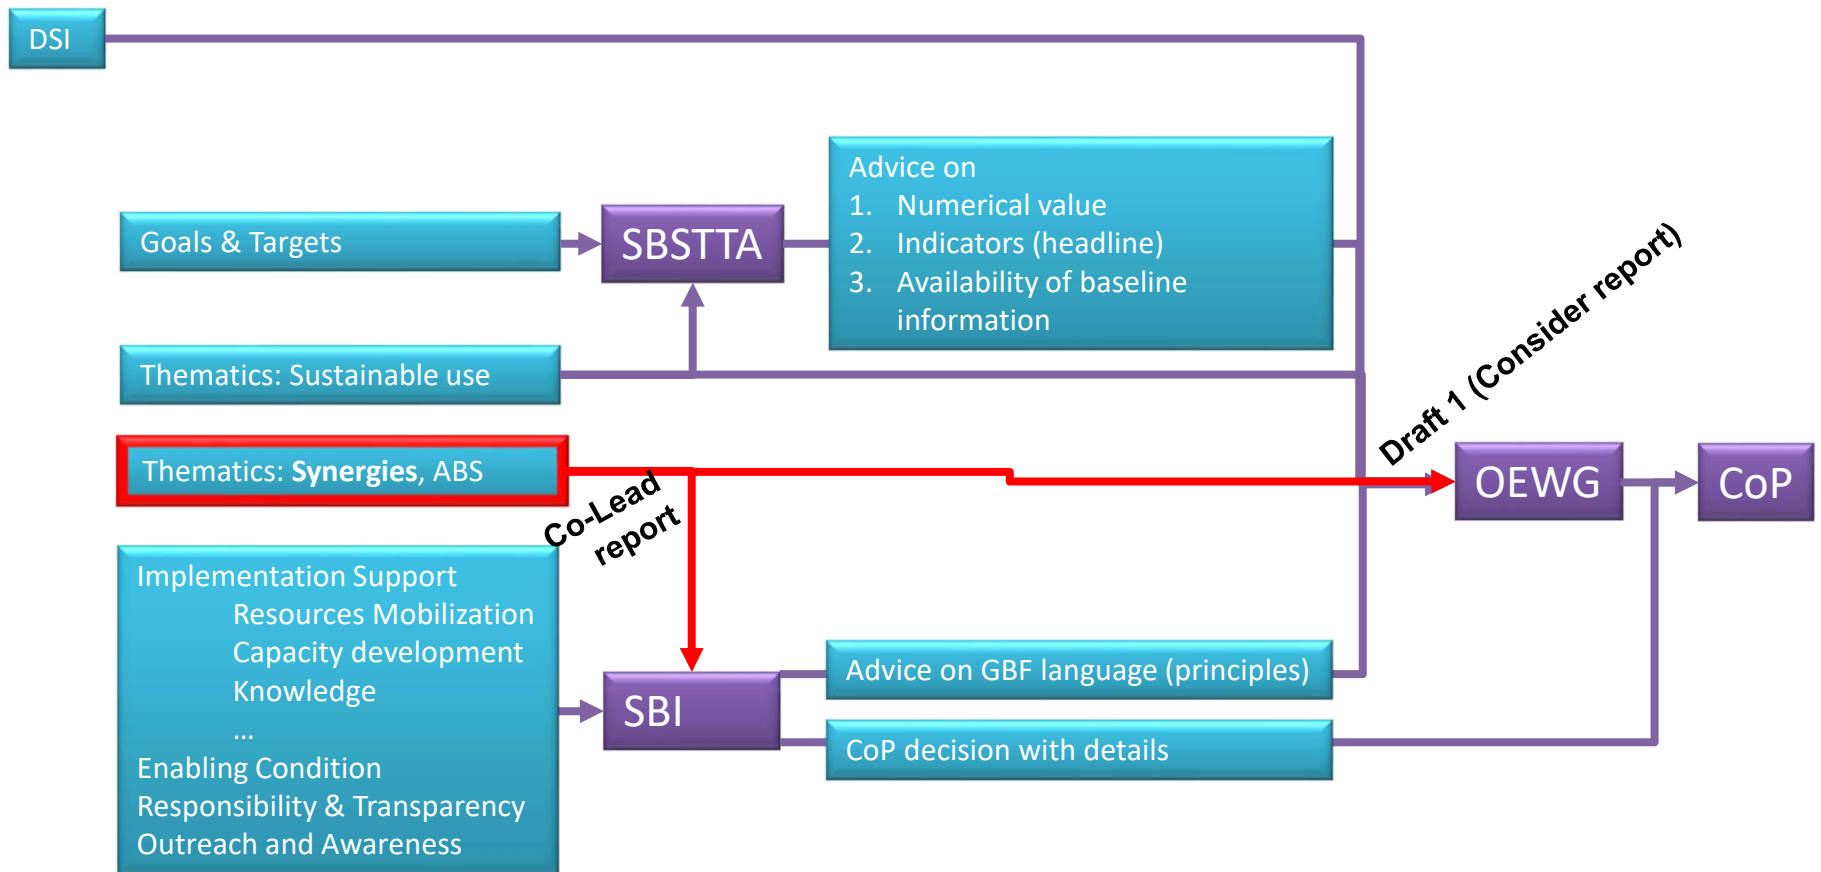 DSI
Advice on
1. Numerical value
2. Indicators (headline)
3. Availability of baseline
information
Goals & Targets
SBSTTA
Thematics: Sustainable use
Draft 1 (Consider report)
Thematics: Synergies, ABS
OEWG
CoP
Co-Lead
report
Implementation Support
Resources Mobilization
Capacity development
Knowledge
...
Enabling Condition
Responsibility & Transparency
Outreach and Awareness
SBI
Advice on GBF language (principles)
CoP decision with details